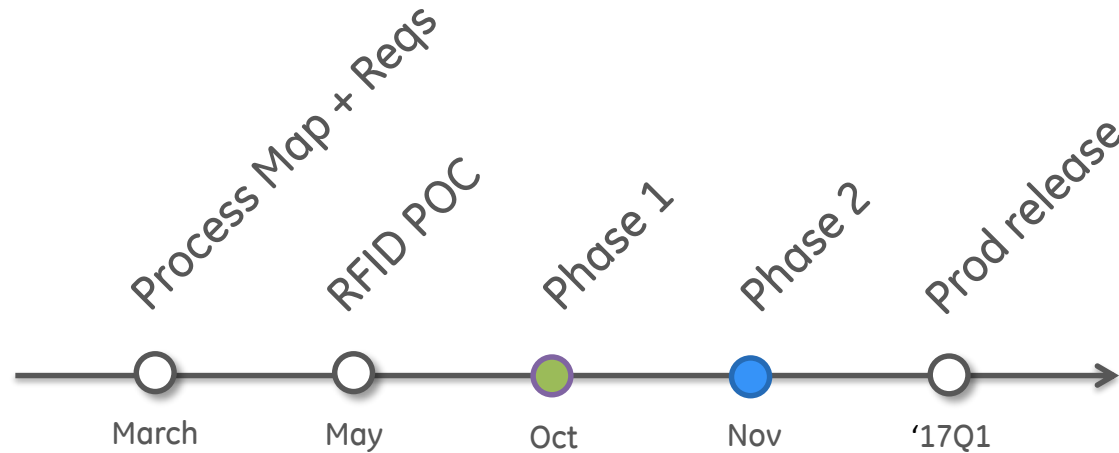 Process Map + Reqs
RFID POC
Phase 1
Phase 2
Prod release
March
May
Oct
Nov
‘17Q1